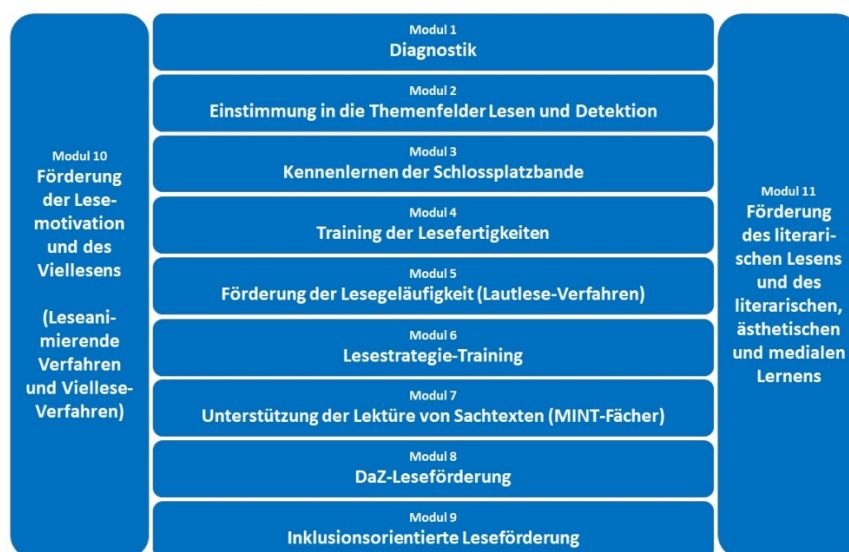 Modul 10
Förderung
der Lese-
motivation
und des
Viellesens
(Leseani-
mierende
Verfahren
und Viellese-
Verfahren)
Modul 1
Diagnostik
Modul 2
Einstimmung in die Themenfelder Lesen und Detektion
Modul 3
Kennenlernen der Schlossplatzbande
Modul 4
Training der Lesefertigkeiten
Modul 5
Förderung der Lesegeläufigkeit (Lautlese-Verfahren)
Modul 6
Lesestrategie-Training
Modul 7
Unterstützung der Lektüre von Sachtexten (MINT-Fächer)
Modul 8
DaZ-Leseförderung
Modul 9
Inklusionsorientierte Leseförderung
Modul 11
Förderung
des literari-
schen Lesens
und des
literarischen,
ästhetischen
und medialen
Lernens